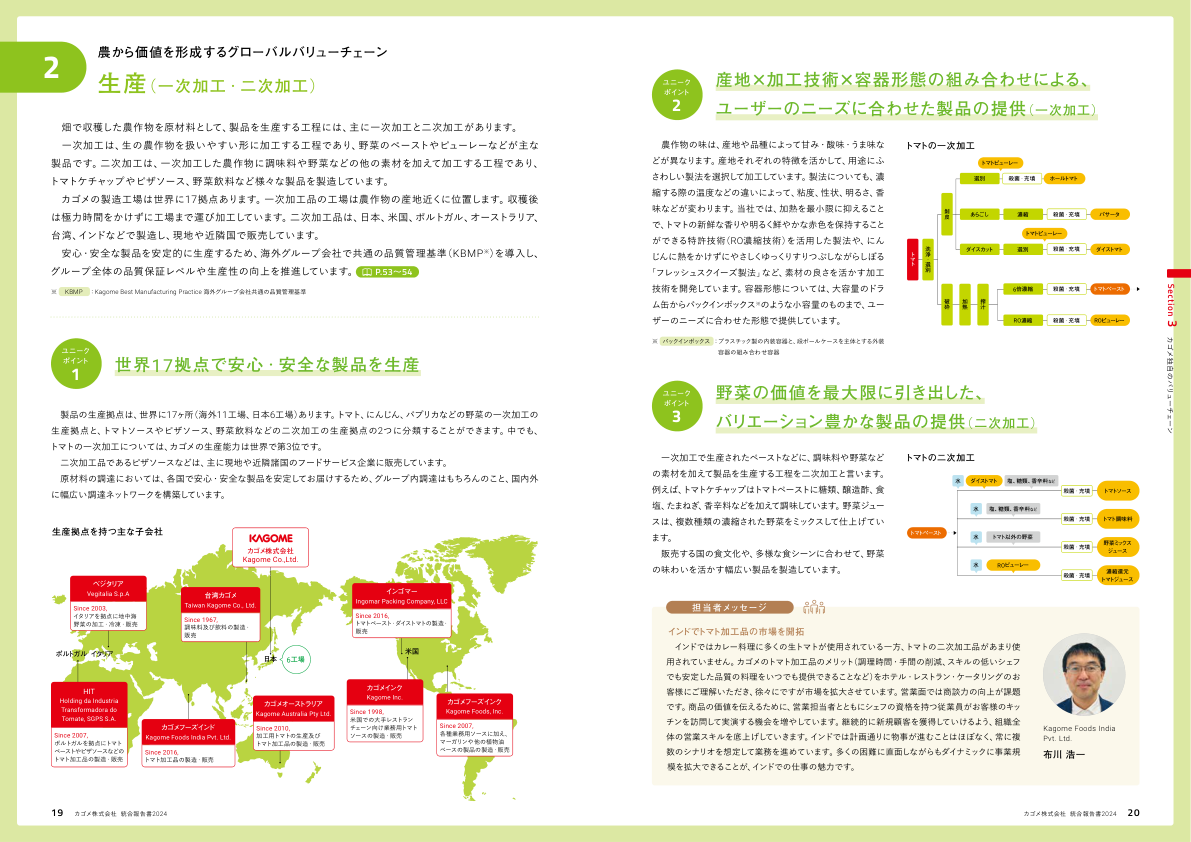 2
農から価値を形成するグローバルバリューチェーン
生産（一次加工・二次加工）
畑で収穫した農作物を原材料として、製品を生産する工程には、主に一次加工と二次加工があります。
一次加工は、生の農作物を扱いやすい形に加工する工程であり、野菜のペーストやピューレーなどが主な
製品です。二次加工は、一次加工した農作物に調味料や野菜などの他の素材を加えて加工する工程であり、
トマトケチャップやピザソース、野菜飲料など様々な製品を製造しています。
カゴメの製造工場は世界に17拠点あります。一次加工品の工場は農作物の産地近くに位置します。収穫後
は極力時間をかけずに工場まで運び加工しています。二次加工品は、日本、米国、ポルトガル、オーストラリア、
台湾、インドなどで製造し、現地や近隣国で販売しています。
安心・安全な製品を安定的に生産するため、海外グループ会社で共通の品質管理基準（KBMP※）を導入し、
グループ全体の品質保証レベルや生産性の向上を推進しています。 P.53〜54
※ KBMP ：Kagome Best Manufacturing Practice 海外グループ会社共通の品質管理基準
ユニーク
ポイント
1
世界17拠点で安心・安全な製品を生産
製品の生産拠点は、世界に17ヶ所（海外11工場、日本6工場）あります。トマト、にんじん、パプリカなどの野菜の一次加工の
生産拠点と、トマトソースやピザソース、野菜飲料などの二次加工の生産拠点の2つに分類することができます。中でも、
トマトの一次加工については、カゴメの生産能力は世界で第3位です。
二次加工品であるピザソースなどは、主に現地や近隣諸国のフードサービス企業に販売しています。
原材料の調達においては、各国で安心・安全な製品を安定してお届けするため、グループ内調達はもちろんのこと、国内外
に幅広い調達ネットワークを構築しています。
生産拠点を持つ主な子会社
KAGOME
カゴメ株式会社
Kagome Co.,Ltd.
ベジタリア
Vegitalia S.p.A
Since 2003,
イタリアを拠点に地中海
野菜の加工・冷凍・販売
台湾カゴメ
Taiwan Kagome Co., Ltd.
Since 1967,
調味料及び飲料の製造・
販売
インゴマー
Ingomar Packing Company, LLC
Since 2016,
トマトペースト・ダイストマトの製造・
販売
ポルトガル イタリア
日本 6工場
米国
HIT
Holding da Industria
Transformadora do
Tomate, SGPS S.A.
Since 2007,
ポルトガルを拠点にトマト
ペーストやピザソースなどの
トマト加工品の製造・販売
カゴメフーズインド
Kagome Foods India Pvt. Ltd.
Since 2016,
トマト加工品の製造・販売
カゴメオーストラリア
Kagome Australia Pty Ltd.
Since 2010,
加工用トマトの生産及び
トマト加工品の製造・販売
カゴメインク
Kagome Inc.
Since 1998,
米国での大手レストラン
チェーン向け業務用トマト
ソースの製造・販売
カゴメフーズインク
Kagome Foods, Inc.
Since 2007,
各種業務用ソースに加え、
マーガリンや他の植物油
ベースの製品の製造・販売
19 カゴメ株式会社 統合報告書2024
ユニーク
ポイント
2
産地×加工技術×容器形態の組み合わせによる、
ユーザーのニーズに合わせた製品の提供（一次加工）
農作物の味は、産地や品種によって甘み・酸味・うま味な
どが異なります。産地それぞれの特徴を活かして、用途にふ
さわしい製法を選択して加工しています。製法についても、濃
縮する際の温度などの違いによって、粘度、性状、明るさ、香
味などが変わります。当社では、加熱を最小限に抑えること
で、トマトの新鮮な香りや明るく鮮やかな赤色を保持すること
ができる特許技術（RO濃縮技術）を活用した製法や、にん
じんに熱をかけずにやさしくゆっくりすりつぶしながらしぼる
「フレッシュスクイーズ製法」など、素材の良さを活かす加工
技術を開発しています。容器形態については、大容量のドラ
ム缶からバックインボックス※のような小容量のものまで、ユー
ザーのニーズに合わせた形態で提供しています。
※ バックインボックス ：プラスチック製の内装容器と、段ボールケースを主体とする外装
容器の組み合わせ容器
トマトの一次加工
トマトピューレー
選別 殺菌・充填 ホールトマト
剝皮
あらごし 濃縮 殺菌・充填 パサータ
トマトピューレー
ダイスカット 選別 殺菌・充填 ダイストマト
トマト
洗浄・選別
破砕 加熱 搾汁
6倍濃縮 殺菌・充填 トマトペースト
RO濃縮 殺菌・充填 ROピューレー
ユニーク
ポイント
3
野菜の価値を最大限に引き出した、
バリエーション豊かな製品の提供（二次加工）
一次加工で生産されたペーストなどに、調味料や野菜など
の素材を加えて製品を生産する工程を二次加工と言います。
例えば、トマトケチャップはトマトペーストに糖類、醸造酢、食
塩、たまねぎ、香辛料などを加えて調味しています。野菜ジュー
スは、複数種類の濃縮された野菜をミックスして仕上げてい
ます。
販売する国の食文化や、多様な食シーンに合わせて、野菜
の味わいを活かす幅広い製品を製造しています。
トマトの二次加工
水 ダイストマト 塩、糖類、香辛料など
殺菌・充填 トマトソース
水 塩、糖類、香辛料など
殺菌・充填 トマト調味料
トマトペースト
水 トマト以外の野菜
殺菌・充填 野菜ミックス
ジュース
水 ROピューレー
殺菌・充填 濃縮還元
トマトジュース
担当者メッセージ
インドでトマト加工品の市場を開拓
インドではカレー料理に多くの生トマトが使用されている一方、トマトの二次加工品があまり使
用されていません。カゴメのトマト加工品のメリット（調理時間・手間の削減、スキルの低いシェフ
でも安定した品質の料理をいつでも提供できることなど）をホテル・レストラン・ケータリングのお
客様にご理解いただき、徐々にですが市場を拡大させています。営業面では商談力の向上が課題
です。商品の価値を伝えるために、営業担当者とともにシェフの資格を持つ従業員がお客様のキッ
チンを訪問して実演する機会を増やしています。継続的に新規顧客を獲得していけるよう、組織全
体の営業スキルを底上げしていきます。インドでは計画通りに物事が進むことはほぼなく、常に複
数のシナリオを想定して業務を進めています。多くの困難に直面しながらもダイナミックに事業規
模を拡大できることが、インドでの仕事の魅力です。
Kagome Foods India
Pvt. Ltd.
布川 浩一
Section 3
カゴメ独自のバリューチェーン
カゴメ株式会社 統合報告書2024 20